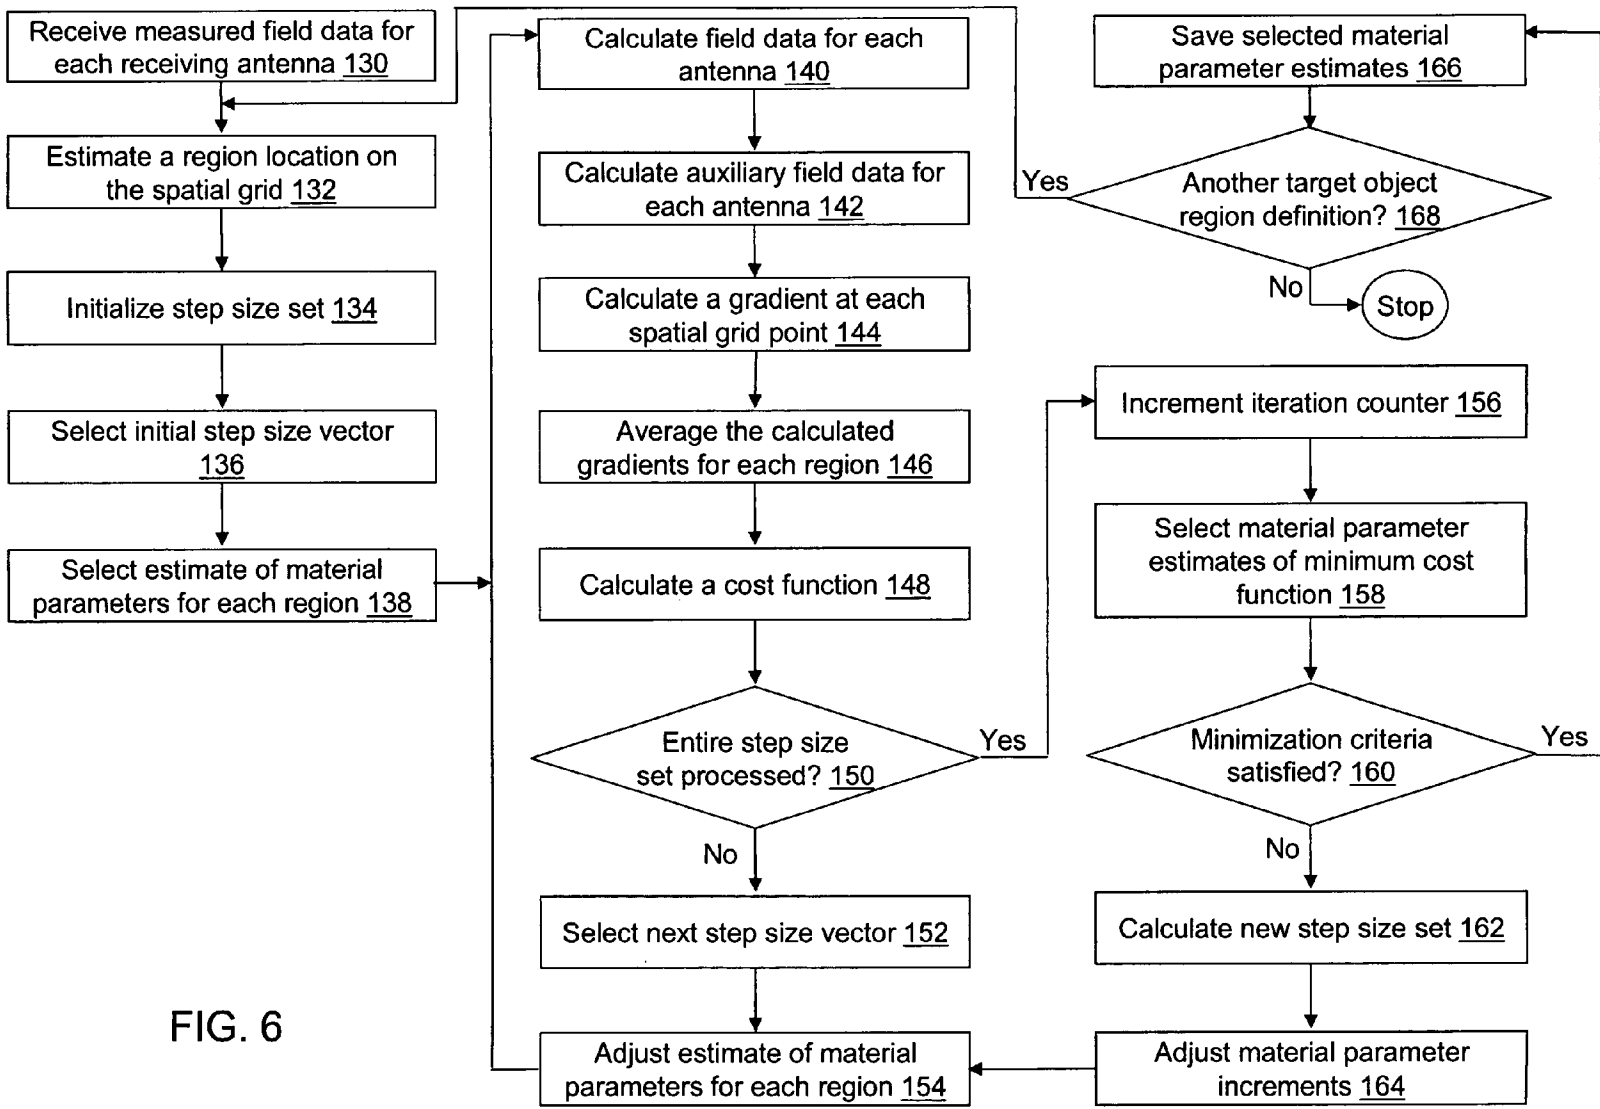 Receive measured field data for
each receiving antenna 130
Estimate a region location on
the spatial grid 132
Initialize step size set 134
Select initial step size vector
136
Select estimate of material
parameters for each region 138
Calculate field data for each
antenna 140
Calculate auxiliary field data for
each antenna 142
Calculate a gradient at each
spatial grid point 144
Average the calculated
gradients for each region 146
Calculate a cost function 148
Entire step size
set processed? 150
Yes
No
Select next step size vector 152
Adjust estimate of material
parameters for each region 154
Increment iteration counter 156
Select material parameter
estimates of minimum cost
function 158
Minimization criteria
satisfied? 160
Yes
No
Calculate new step size set 162
Adjust material parameter
increments 164
Save selected material
parameter estimates 166
Another target object
region definition? 168
Yes
No
Stop
FIG. 6